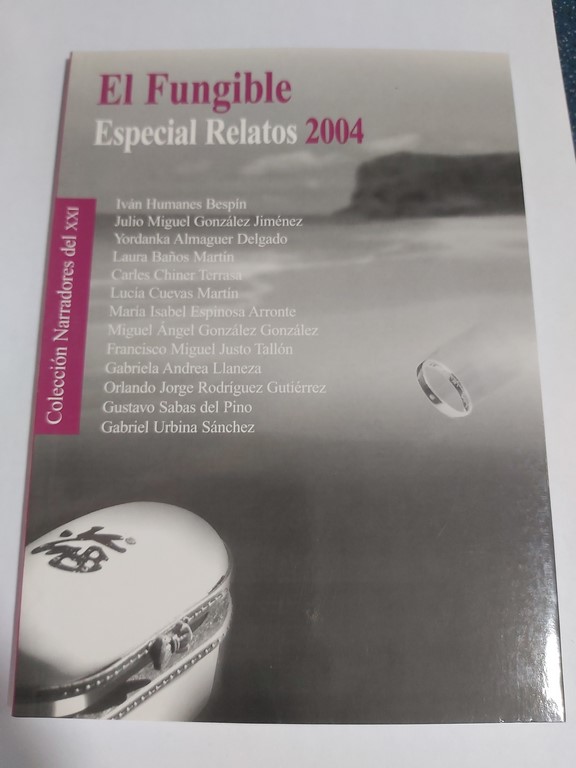 El Fungible
Especial Relatos 2004
Colección Narradores del XXI
Iván Humanes Bespín
Julio Miguel González Jiménez
Yordanka Almaguer Delgado
Laura Baños Martín
Carles Chiner Terrasa
Lucía Cuevas Martín
María Isabel Espinosa Arronte
Miguel Ángel González González
Francisco Miguel Justo Tallón
Gabriela Andrea Llaneza
Orlando Jorge Rodríguez Gutiérrez
Gustavo Sabas del Pino
Gabriel Urbina Sánchez